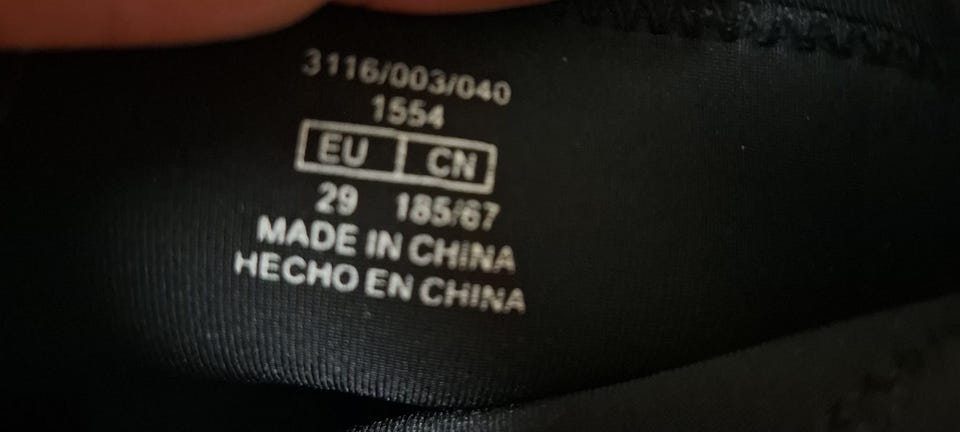 3116/003/040
1554
EU CN
29 185/67
MADE IN CHINA
HECHO EN CHINA